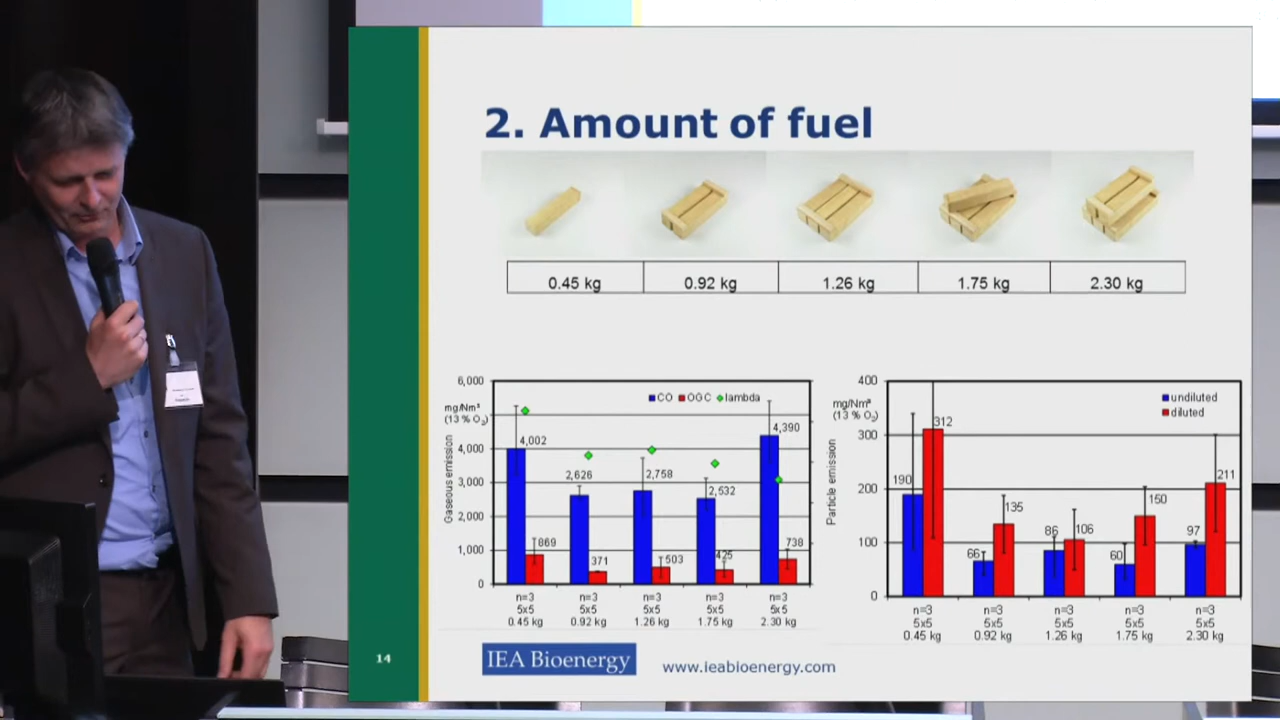 2. Amount of fuel
0.45 kg 0.92 kg 1.26 kg 1.75 kg 2.30 kg
6,000
mg/Nm³
(13 % O₂)
Gaseous emission
4,000
3,000
2,000
1,000
0
CO OGC lambda
4,002
869
2,626
371
2,758
503
2,532
425
4,390
738
n=3 n=3 n=3 n=3 n=3
5x5 5x5 5x5 5x5 5x5
0.45 kg 0.92 kg 1.26 kg 1.75 kg 2.30 kg
400
mg/Nm³
(13 % O₂)
Particle emission
300
200
100
0
undiluted
diluted
190
312
66
135
86
106
60
150
97
211
n=3 n=3 n=3 n=3 n=3
5x5 5x5 5x5 5x5 5x5
0.45 kg 0.92 kg 1.26 kg 1.75 kg 2.30 kg
14
IEA Bioenergy
www.ieabioenergy.com